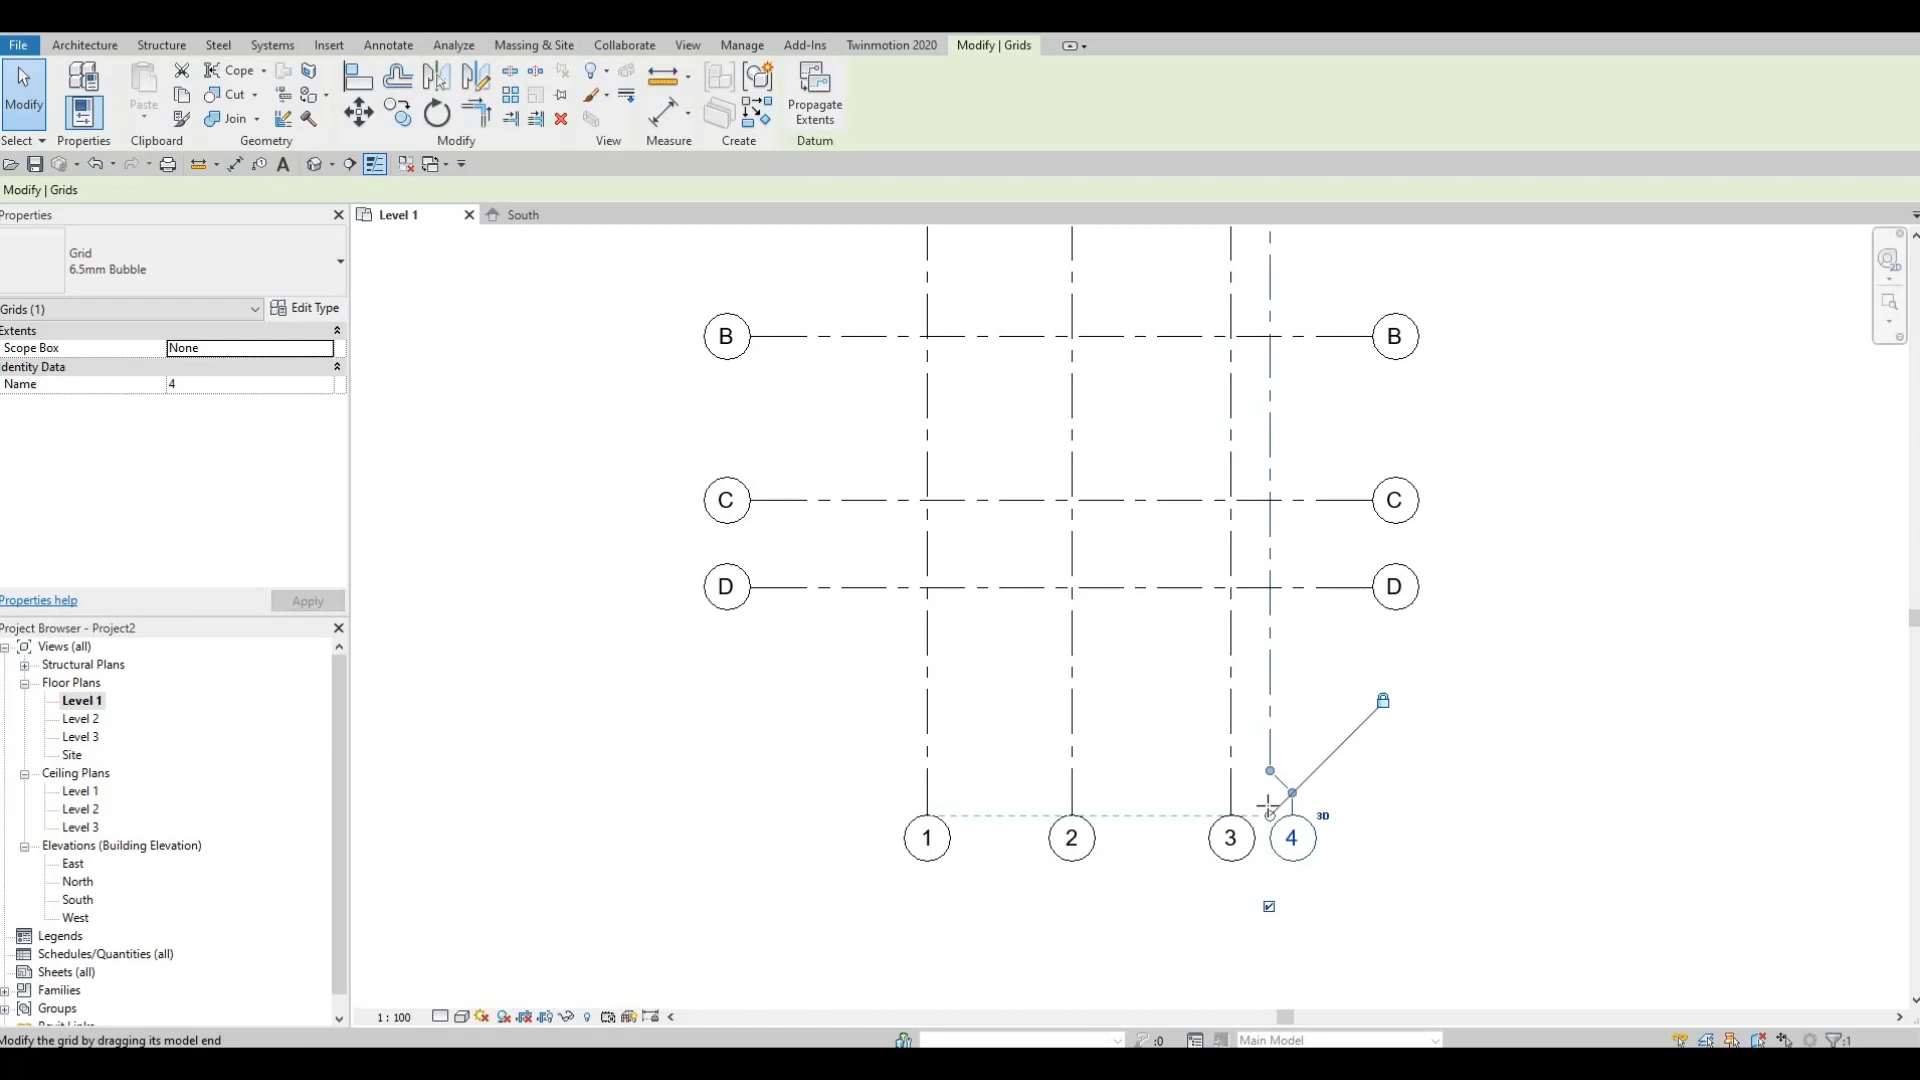 File Architecture Structure Steel Systems Insert Annotate Analyze Massing & Site Collaborate View Manage Add-Ins Twinmotion 2020 Modify | Grids
Modify Paste Cope Cut Join Propagate Extents
Select Properties Clipboard Geometry Modify View Measure Create Datum
Modify | Grids
Properties
Level 1 South
Grid
6.5mm Bubble
Grids (1) Edit Type
Extents
Scope Box None
Identity Data
Name 4
Properties help Apply
Project Browser - Project2
Views (all)
Structural Plans
Floor Plans
Level 1
Level 2
Level 3
Site
Ceiling Plans
Level 1
Level 2
Level 3
Elevations (Building Elevation)
East
North
South
West
Legends
Schedules/Quantities (all)
Sheets (all)
Families
Groups
B B
C C
D D
1 2 3 4 3D
2D
1 : 100
Modify the grid by dragging its model end :0 Main Model :1